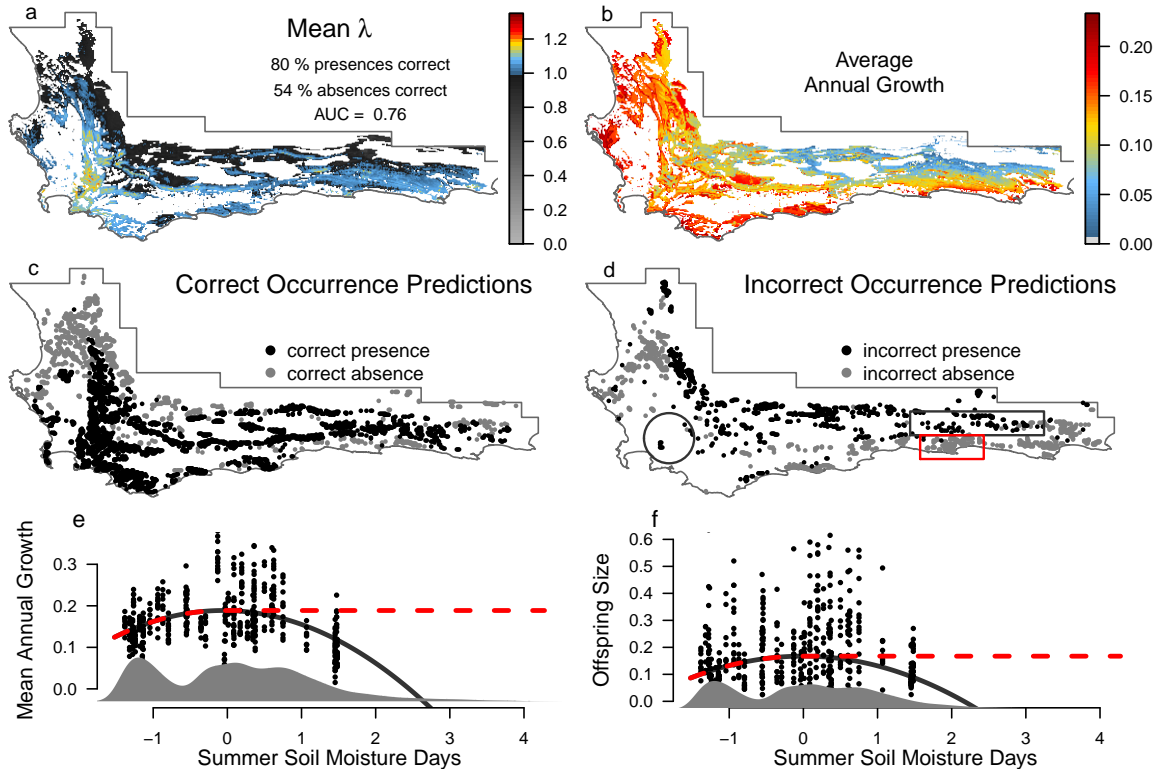 a
Mean λ
80 % presences correct
54 % absences correct
AUC = 0.76
1.2
1.0
0.8
0.6
0.4
0.2
0.0
b
Average
Annual Growth
0.20
0.15
0.10
0.05
0.00
c
Correct Occurrence Predictions
correct presence
correct absence
d
Incorrect Occurrence Predictions
incorrect presence
incorrect absence
e
Mean Annual Growth
0.3
0.2
0.1
0.0
−1 0 1 2 3 4
Summer Soil Moisture Days
f
Offspring Size
0.6
0.5
0.4
0.3
0.2
0.1
0.0
−1 0 1 2 3 4
Summer Soil Moisture Days